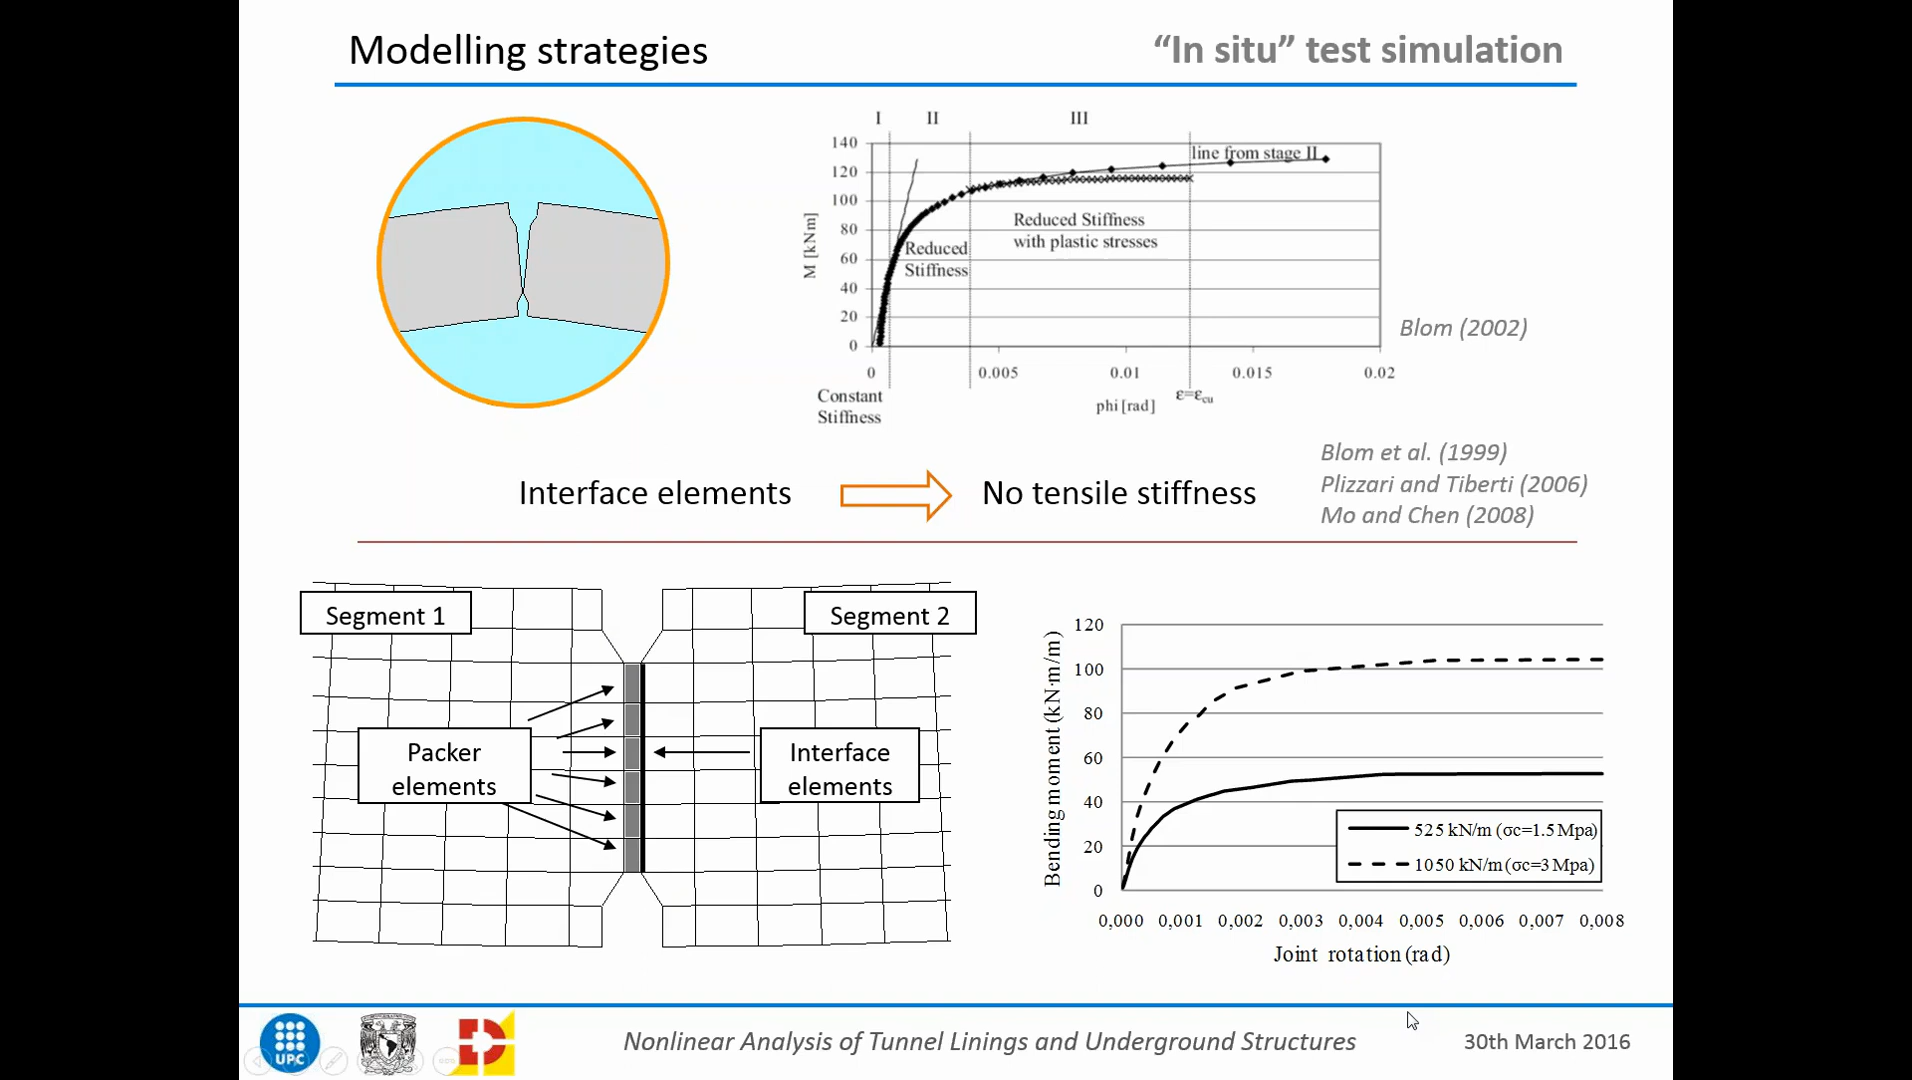 Modelling strategies
“In situ” test simulation
I II III
140
120
100
80
60
40
20
0
M [kNm]
line from stage II
Reduced Stiffness
with plastic stresses
Reduced
Stiffness
0 0.005 0.01 0.015 0.02
Constant
Stiffness
phi [rad]
ε=εcu
Blom (2002)
Interface elements
No tensile stiffness
Blom et al. (1999)
Plizzari and Tiberti (2006)
Mo and Chen (2008)
Segment 1
Segment 2
Packer
elements
Interface
elements
120
100
80
60
40
20
0
Bending moment (kN·m/m)
525 kN/m (σc=1.5 Mpa)
1050 kN/m (σc=3 Mpa)
0,000 0,001 0,002 0,003 0,004 0,005 0,006 0,007 0,008
Joint rotation (rad)
UPC
Nonlinear Analysis of Tunnel Linings and Underground Structures
30th March 2016